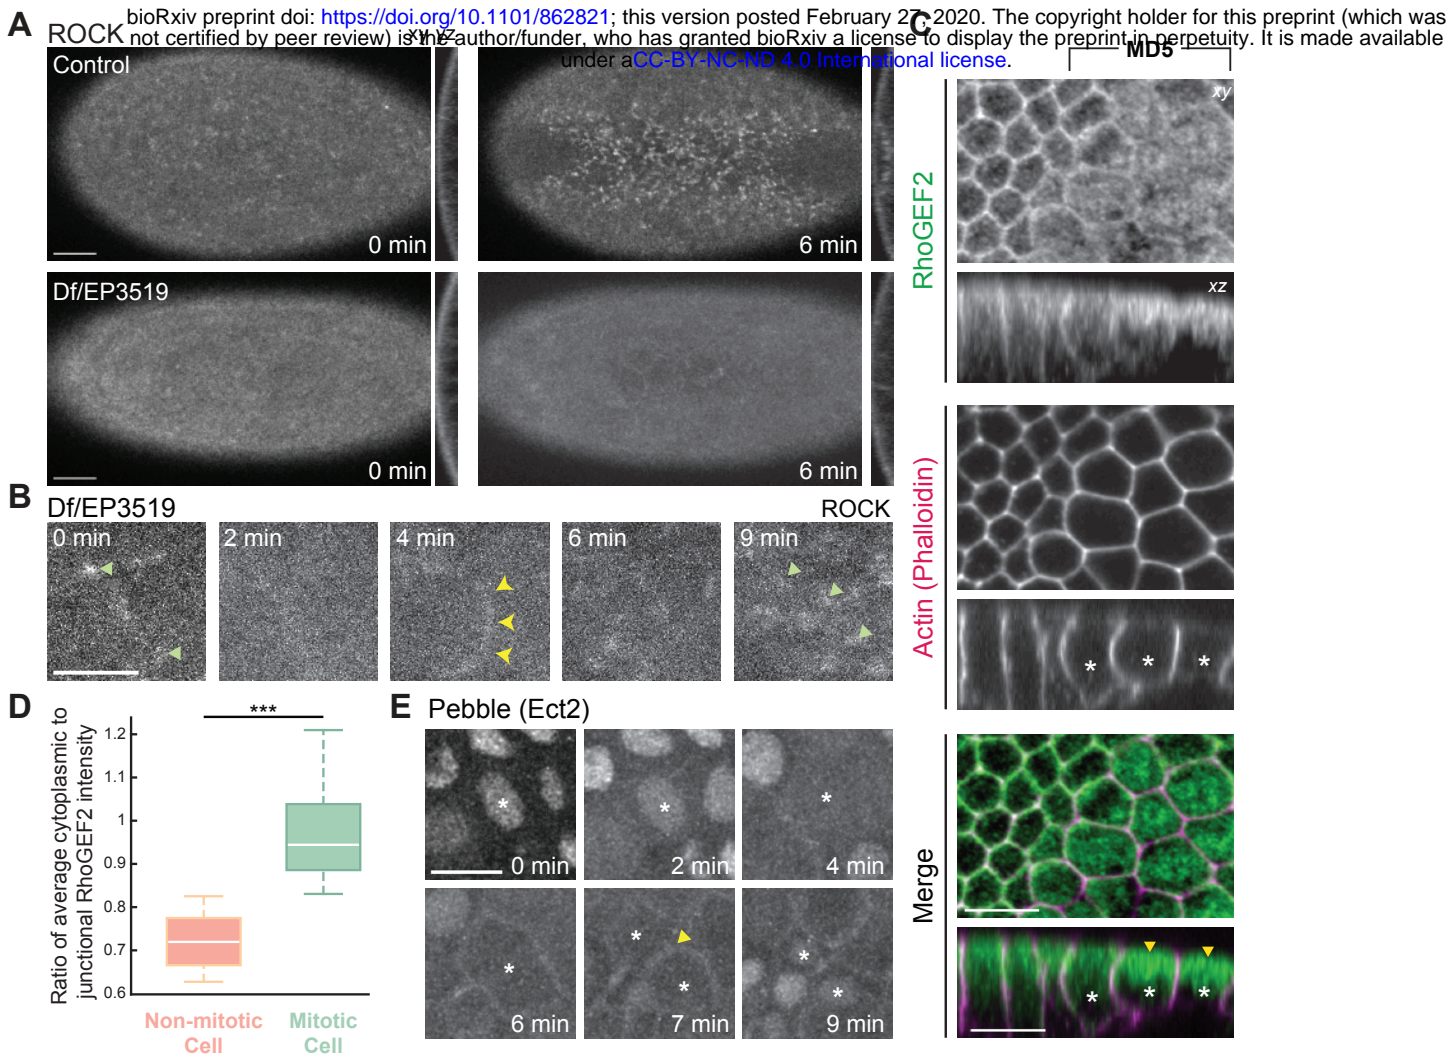 bioRxiv preprint doi: https://doi.org/10.1101/862821; this version posted February 27, 2020. The copyright holder for this preprint (which was
not certified by peer review) is the author/funder, who has granted bioRxiv a license to display the preprint in perpetuity. It is made available
under aCC-BY-NC-ND 4.0 International license.
A
ROCK
xy yz
Control
0 min
6 min
Df/EP3519
0 min
6 min
B
Df/EP3519
ROCK
0 min
2 min
4 min
6 min
9 min
C
MD5
RhoGEF2
xy
xz
Actin (Phalloidin)
*
*
*
Merge
*
*
*
D
Ratio of average cytoplasmic to
junctional RhoGEF2 intensity
***
1.2
1.1
1
0.9
0.8
0.7
0.6
Non-mitotic
Cell
Mitotic
Cell
E
Pebble (Ect2)
*
0 min
*
2 min
*
4 min
*
6 min
*
*
7 min
*
*
9 min